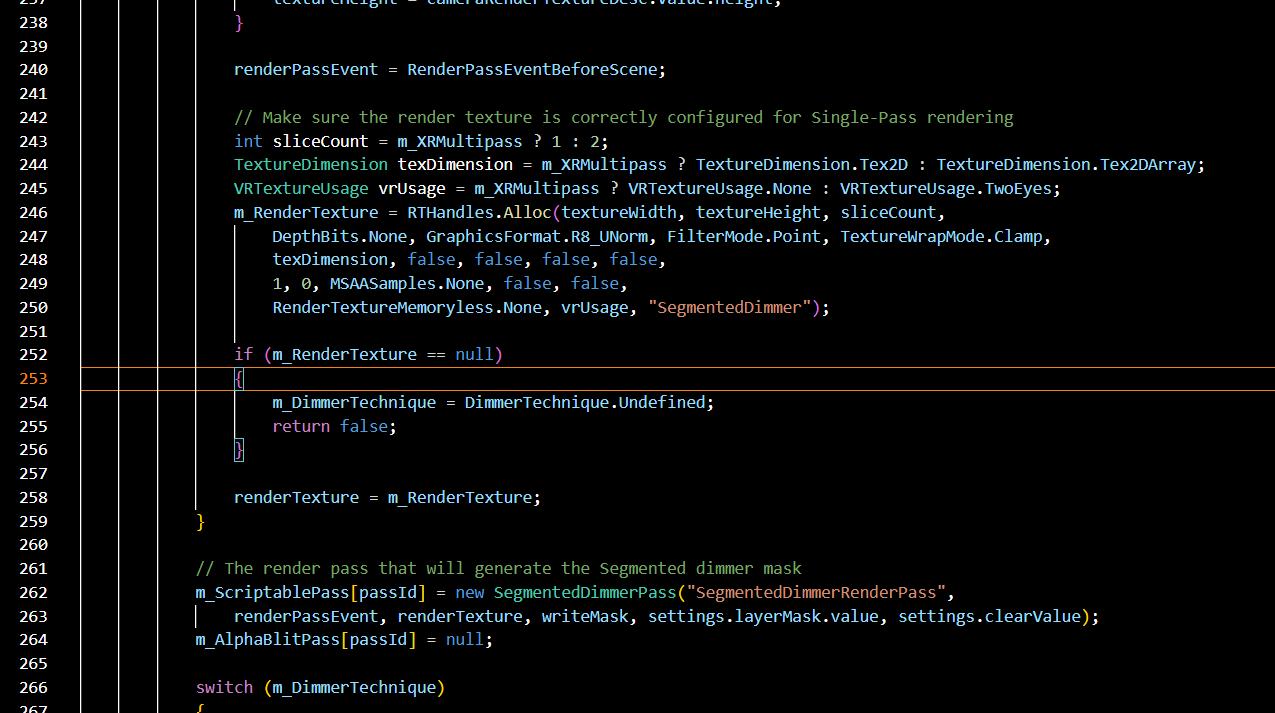 237 textureHeight = cameraRenderTextureDesc.Value.height;
238 }
239
240 renderPassEvent = RenderPassEventBeforeScene;
241
242 // Make sure the render texture is correctly configured for Single-Pass rendering
243 int sliceCount = m_XRMultipass ? 1 : 2;
244 TextureDimension texDimension = m_XRMultipass ? TextureDimension.Tex2D : TextureDimension.Tex2DArray;
245 VRTextureUsage vrUsage = m_XRMultipass ? VRTextureUsage.None : VRTextureUsage.TwoEyes;
246 m_RenderTexture = RTHandles.Alloc(textureWidth, textureHeight, sliceCount,
247 DepthBits.None, GraphicsFormat.R8_UNorm, FilterMode.Point, TextureWrapMode.Clamp,
248 texDimension, false, false, false, false,
249 1, 0, MSAASamples.None, false, false,
250 RenderTextureMemoryless.None, vrUsage, "SegmentedDimmer");
251
252 if (m_RenderTexture == null)
253 {
254 m_DimmerTechnique = DimmerTechnique.Undefined;
255 return false;
256 }
257
258 renderTexture = m_RenderTexture;
259 }
260
261 // The render pass that will generate the Segmented dimmer mask
262 m_ScriptablePass[passId] = new SegmentedDimmerPass("SegmentedDimmerRenderPass",
263 renderPassEvent, renderTexture, writeMask, settings.layerMask.value, settings.clearValue);
264 m_AlphaBlitPass[passId] = null;
265
266 switch (m_DimmerTechnique)
267 {